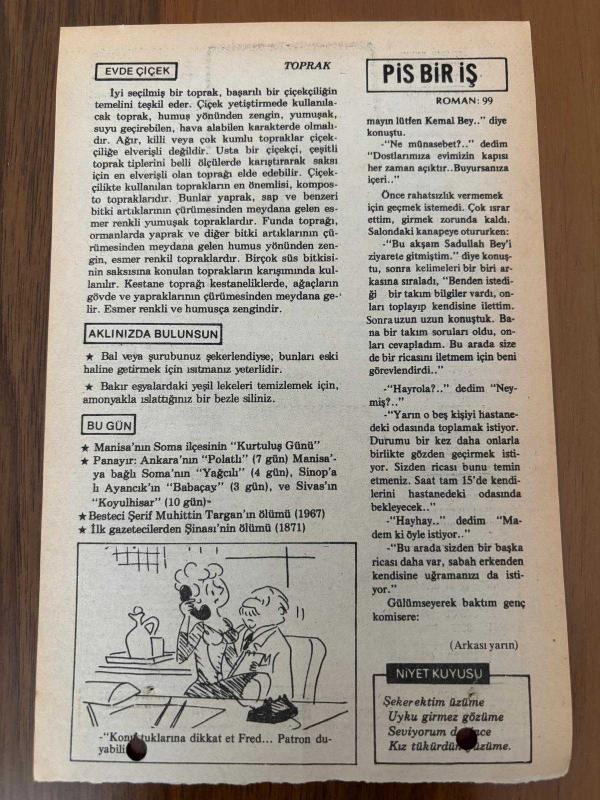 EVDE ÇİÇEK
TOPRAK
İyi seçilmiş bir toprak, başarılı bir çiçekçiliğin
temelini teşkil eder. Çiçek yetiştirmede kullanıla-
cak toprak, humuş yönünden zengin, yumuşak,
suyu geçirebilen, hava alabilen karakterde olmalı-
dır. Ağır, killi veya çok kumlu topraklar çiçek-
çiliğe elverişli değildir. Usta bir çiçekçi, çeşitli
toprak tiplerini belli ölçülerde karıştırarak saksı
için en elverişli olan toprağı elde edebilir. Çiçek-
çilikte kullanılan toprakların en önemlisi, kompos-
to topraklarıdır. Bunlar yaprak, sap ve benzeri
bitki artıklarının çürümesinden meydana gelen es-
mer renkli yumuşak topraklardır. Funda toprağı,
ormanlarda yaprak ve diğer bitki artıklarının çü-
rümesinden meydana gelen humus yönünden zen-
gin, esmer renkil topraklardır. Birçok süs bitkisi-
nin saksısına konulan toprakların karışımında kul-
lanılır. Kestane toprağı kestaneliklerde, ağaçların
gövde ve yapraklarının çürümesinden meydana ge-
lir. Esmer renkli ve humusça zengindir.
AKLINIZDA BULUNSUN
★ Bal veya şurubunuz şekerlendiyse, bunları eski
haline getirmek için ısıtmanız yeterlidir.
★ Bakır eşyalardaki yeşil lekeleri temizlemek için,
amonyakla ıslattığınız bir bezle siliniz.
BU GÜN
★ Manisa'nın Soma ilçesinin "Kurtuluş Günü"
★ Panayır: Ankara'nın "Polatlı" (7 gün) Manisa'-
ya bağlı Soma'nın "Yağcılı" (4 gün), Sinop'a
lı Ayancık'ın "Babaçay" (3 gün), ve Sivas'ın
"Koyulhisar" (10 gün)-
★ Besteci Şerif Muhittin Targan'ın ölümü (1967)
★ İlk gazetecilerden Şinasi'nin ölümü (1871)
-"Konuştuklarına dikkat et Fred... Patron du-
PİS BİR İŞ
ROMAN: 99
mayın lütfen Kemal Bey.." diye
konuştu.
-"Ne münasebet?.." dedim
"Dostlarımıza evimizin kapısı
her zaman açıktır..Buyursanıza
içeri.."
Önce rahatsızlık vermemek
için geçmek istemedi. Çok ısrar
ettim, girmek zorunda kaldı.
Salondaki kanapeye otururken:
-"Bu akşam Sadullah Bey'i
ziyarete gitmiştim." diye konuş-
tu, sonra kelimeleri bir biri ar-
kasına sıraladı, "Benden istedi-
ği bir takım bilgiler vardı, on-
ları toplayıp kendisine ilettim.
Sonra uzun uzun konuştuk. Ba-
na bir takım soruları oldu, on-
ları cevapladım. Bu arada size
de bir ricasını iletmem için beni
görevlendirdi.."
-"Hayrola?.." dedim "Ney-
miş?.."
-"Yarın o beş kişiyi hastane-
deki odasında toplamak istiyor.
Durumu bir kez daha onlarla
birlikte gözden geçirmek isti-
yor. Sizden ricası bunu temin
etmeniz. Saat tam 15'de kendi-
lerini hastanedeki odasında
bekleyecek.."
-"Hayhay.." dedim "Ma-
dem ki öyle istiyor.."
-"Bu arada sizden bir başka
ricası daha var, sabah erkenden
kendisine uğramanızı da isti-
yor."
Gülümseyerek baktım genç
komisere:
(Arkası yarın)
NİYET KUYUSU
Şeker ektim üzüme
Uyku girmez gözüme
Seviyorum
Kız tükürdün yüzüme.